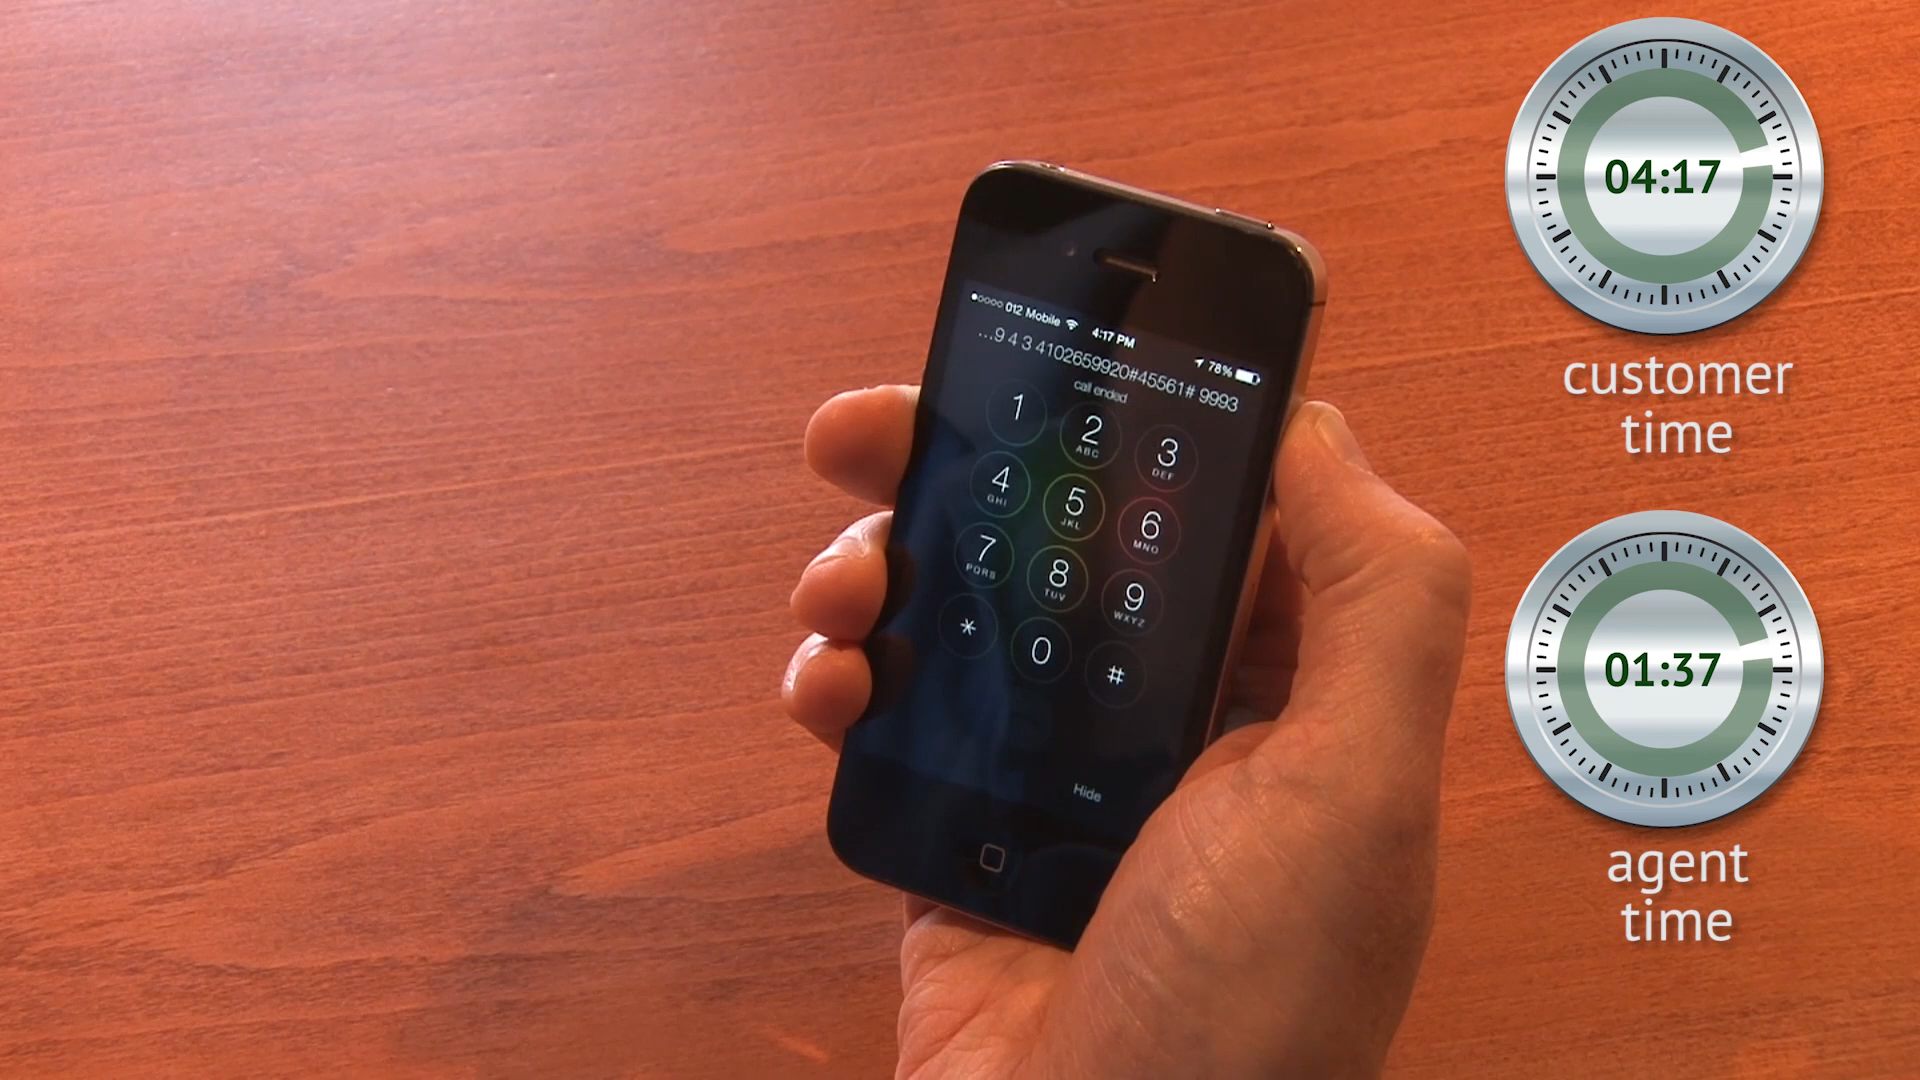 012 Mobile 4:17 PM 78%
...9 4 3 4102659920#45561# 9993
call ended
1
2 ABC
3 DEF
4 GHI
5 JKL
6 MNO
7 PQRS
8 TUV
9 WXYZ
*
0
#
Hide
04:17
customer
time
01:37
agent
time